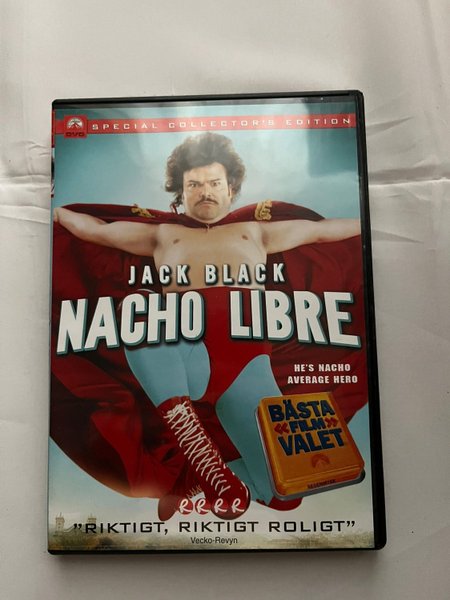 DVD
SPECIAL COLLECTOR'S EDITION
JACK BLACK
NACHO LIBRE
HE'S NACHO
AVERAGE HERO
BÄSTA
«FILM»
VALET
RRRR
"RIKTIGT, RIKTIGT ROLIGT"
Vecko-Revyn